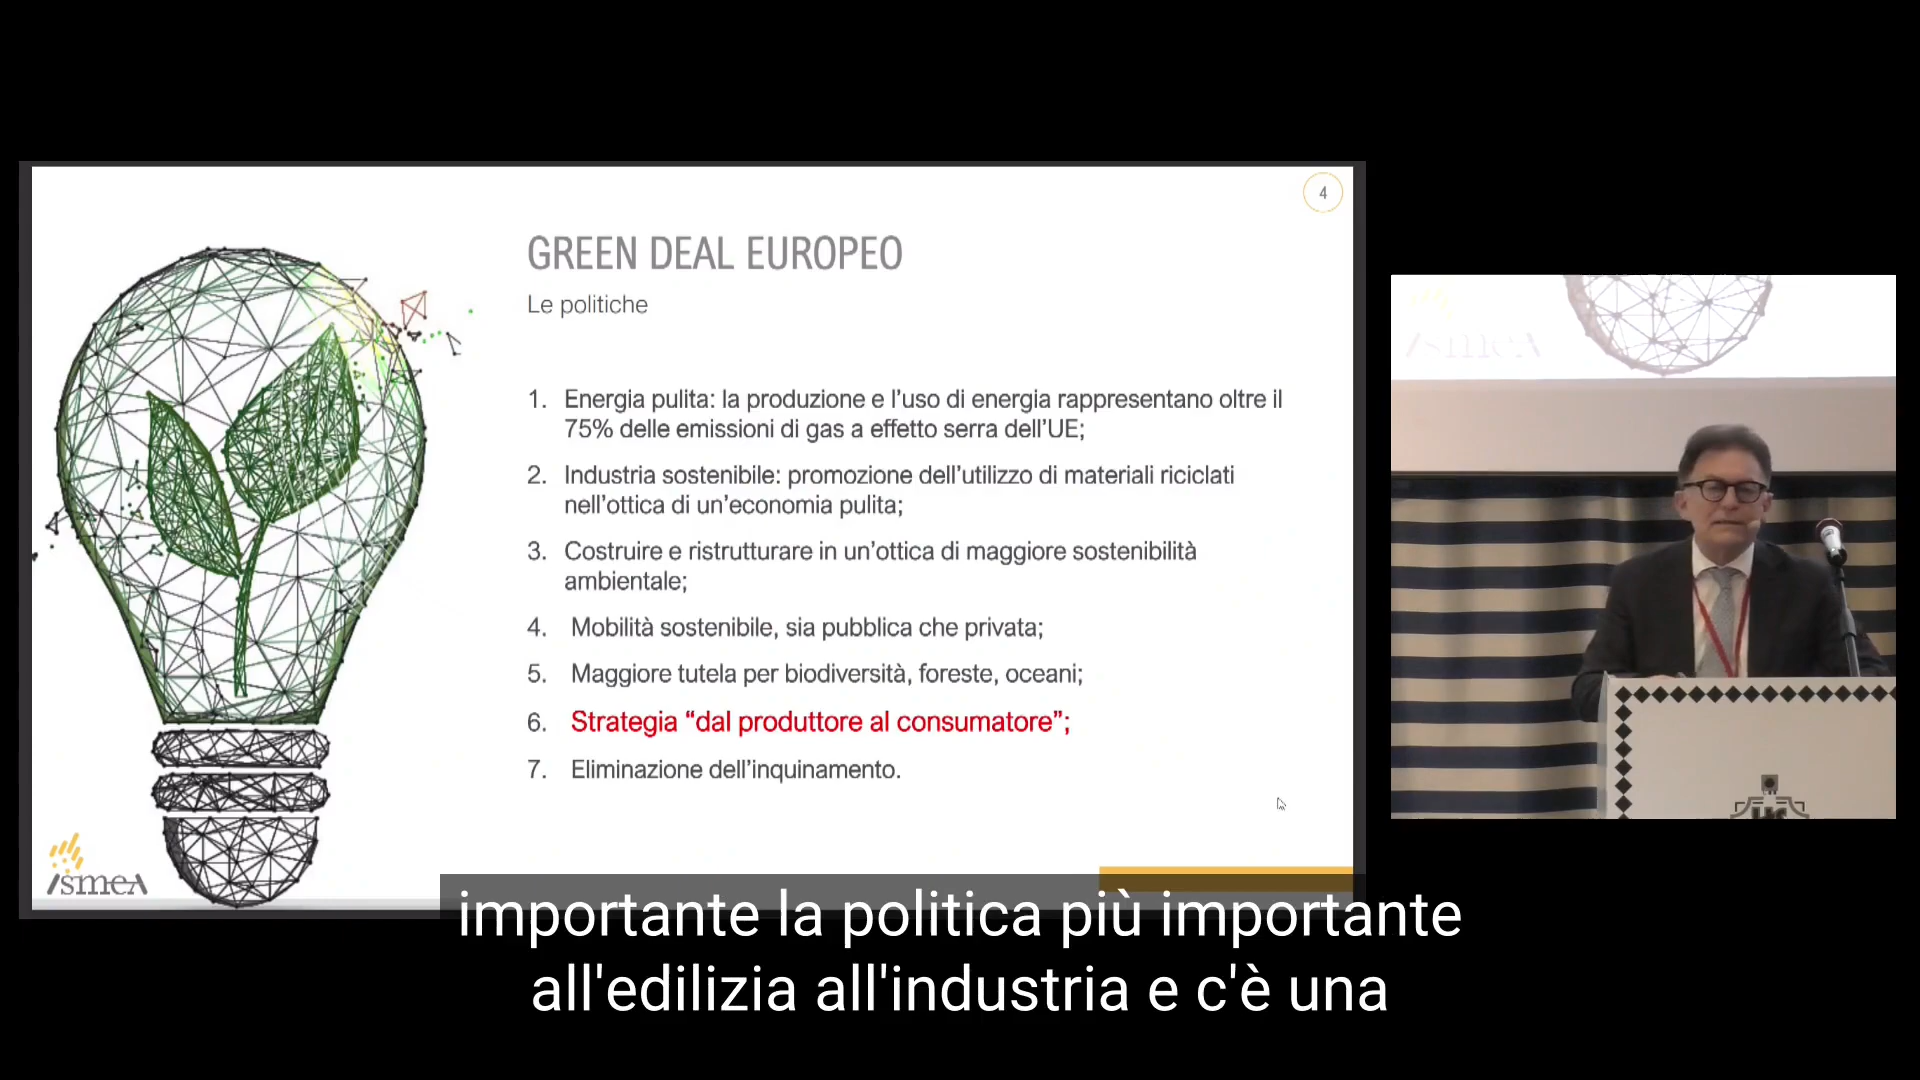 4
GREEN DEAL EUROPEO
Le politiche
1. Energia pulita: la produzione e l'uso di energia rappresentano oltre il
75% delle emissioni di gas a effetto serra dell'UE;
2. Industria sostenibile: promozione dell'utilizzo di materiali riciclati
nell'ottica di un'economia pulita;
3. Costruire e ristrutturare in un'ottica di maggiore sostenibilità
ambientale;
4. Mobilità sostenibile, sia pubblica che privata;
5. Maggiore tutela per biodiversità, foreste, oceani;
6. Strategia “dal produttore al consumatore”;
7. Eliminazione dell'inquinamento.
ismea
ismea
importante la politica più importante
all'edilizia all'industria e c'è una